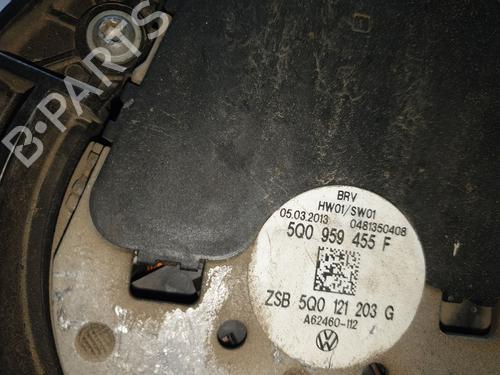 B-PARTS
BRV
HW01/SW01
05.03.2013 0481350408
5Q0 959 455 F
ZSB 5Q0 121 203 G
A62460-112